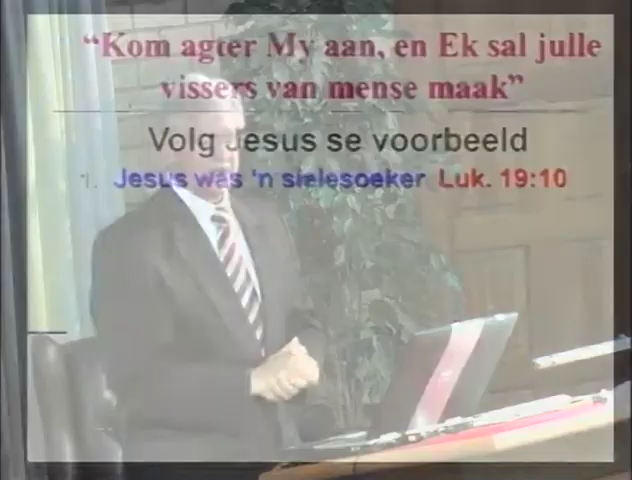 “Kom agter My aan, en Ek sal julle
vissers van mense maak”
Volg Jesus se voorbeeld
1. Jesus was 'n sielesoeker Luk. 19:10